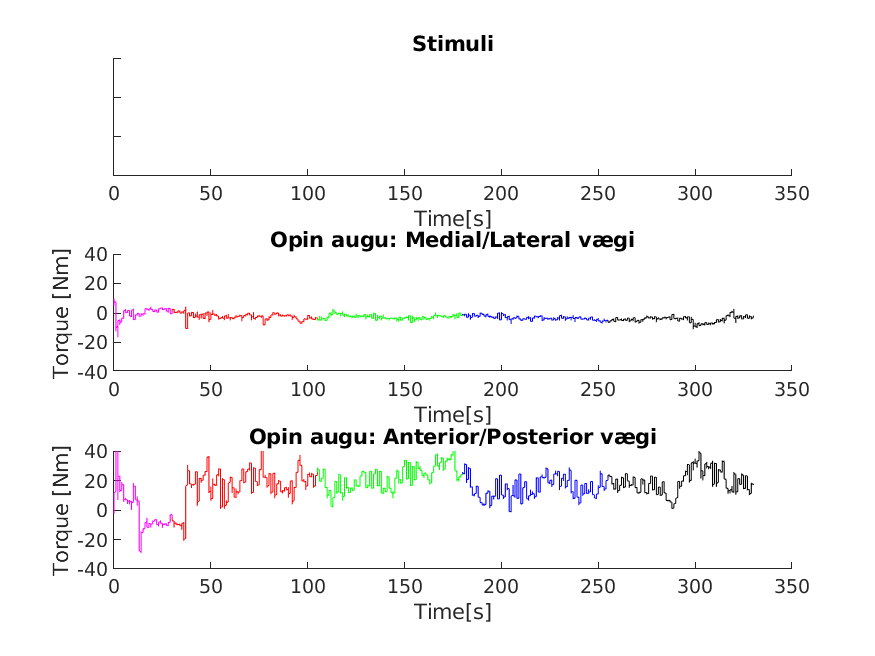 Stimuli
0 50 100 150 200 250 300 350
Time[s]
Opin augu: Medial/Lateral vægi
Torque [Nm]
40
20
0
-20
-40
0 50 100 150 200 250 300 350
Time[s]
Opin augu: Anterior/Posterior vægi
Torque [Nm]
40
20
0
-20
-40
0 50 100 150 200 250 300 350
Time[s]